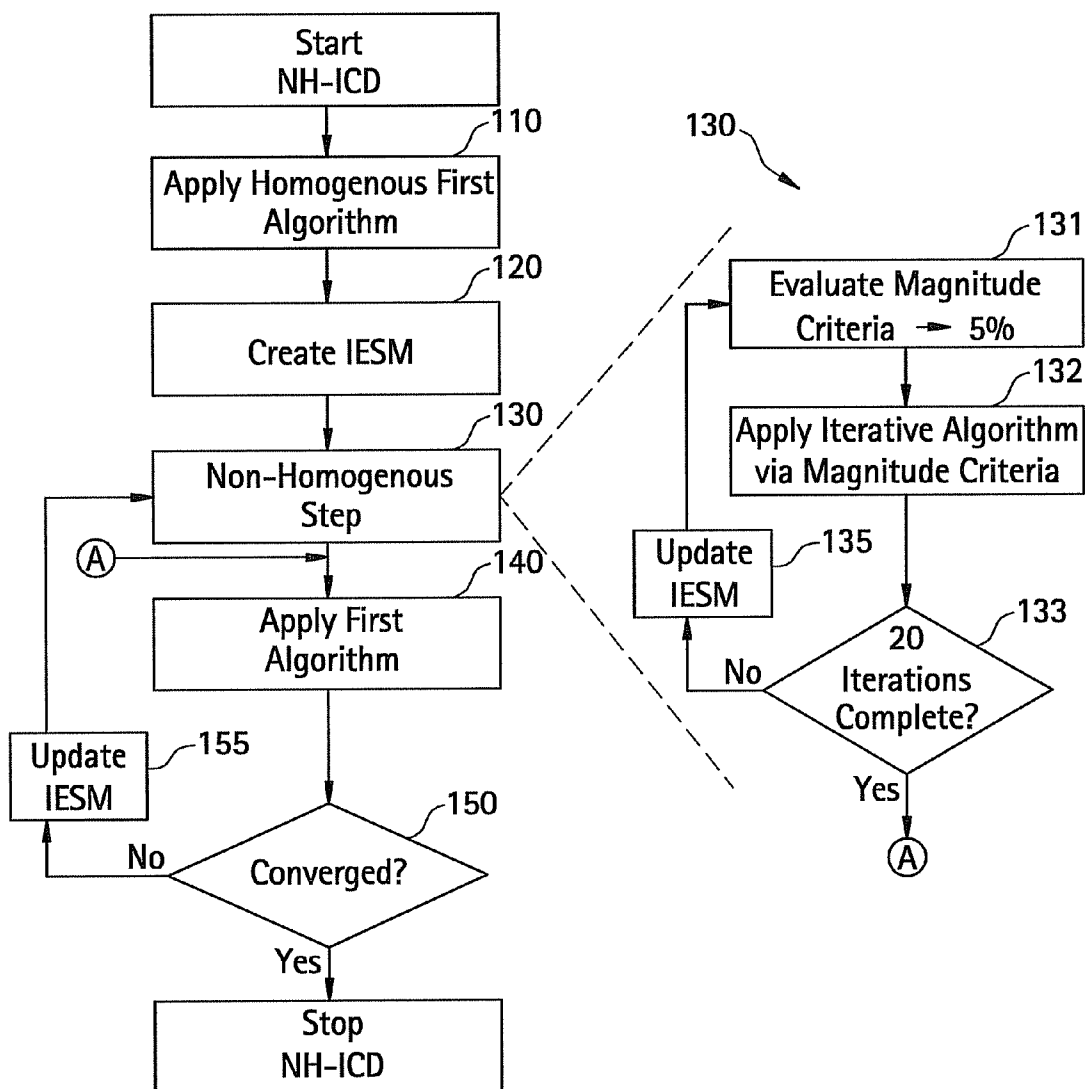 Start
NH-ICD
110
Apply Homogenous First
Algorithm
120
Create IESM
130
Non-Homogenous
Step
A
140
Apply First
Algorithm
Update
IESM
155
150
Converged?
No
Yes
Stop
NH-ICD
130
131
Evaluate Magnitude
Criteria → 5%
132
Apply Iterative Algorithm
via Magnitude Criteria
Update
IESM
135
133
20
Iterations
Complete?
No
Yes
A